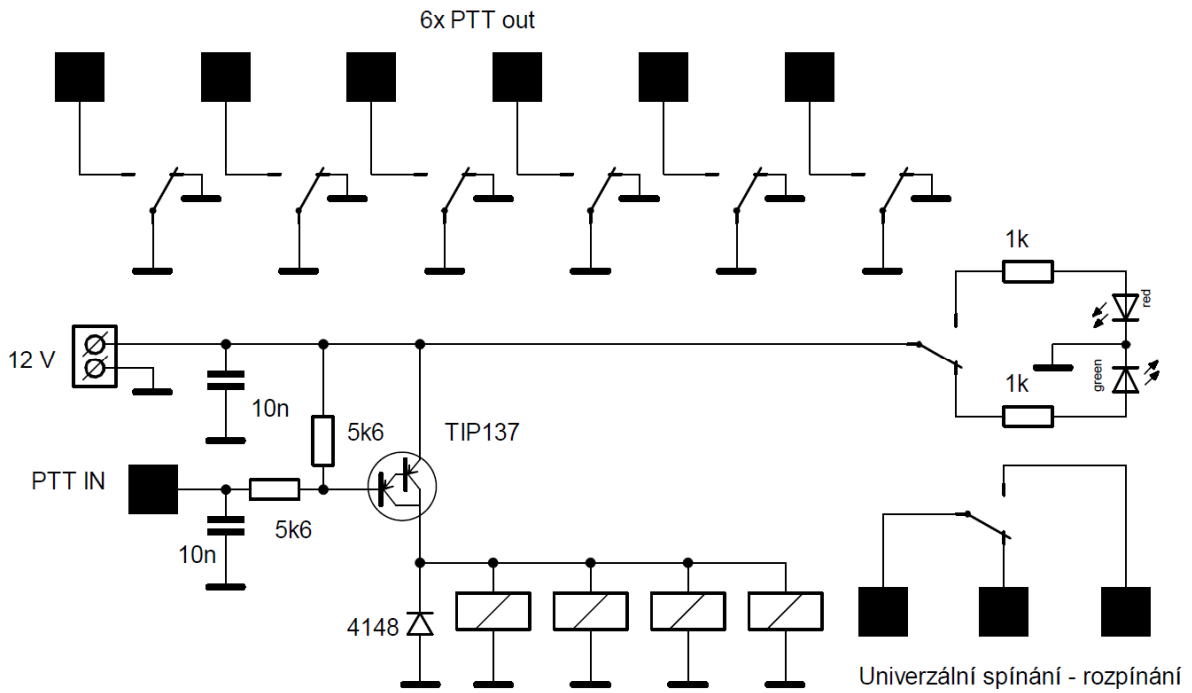 6x PTT out
1k
red
12 V
green
1k
10n
5k6
TIP137
PTT IN
5k6
10n
4148
Univerzální spínání - rozpínání